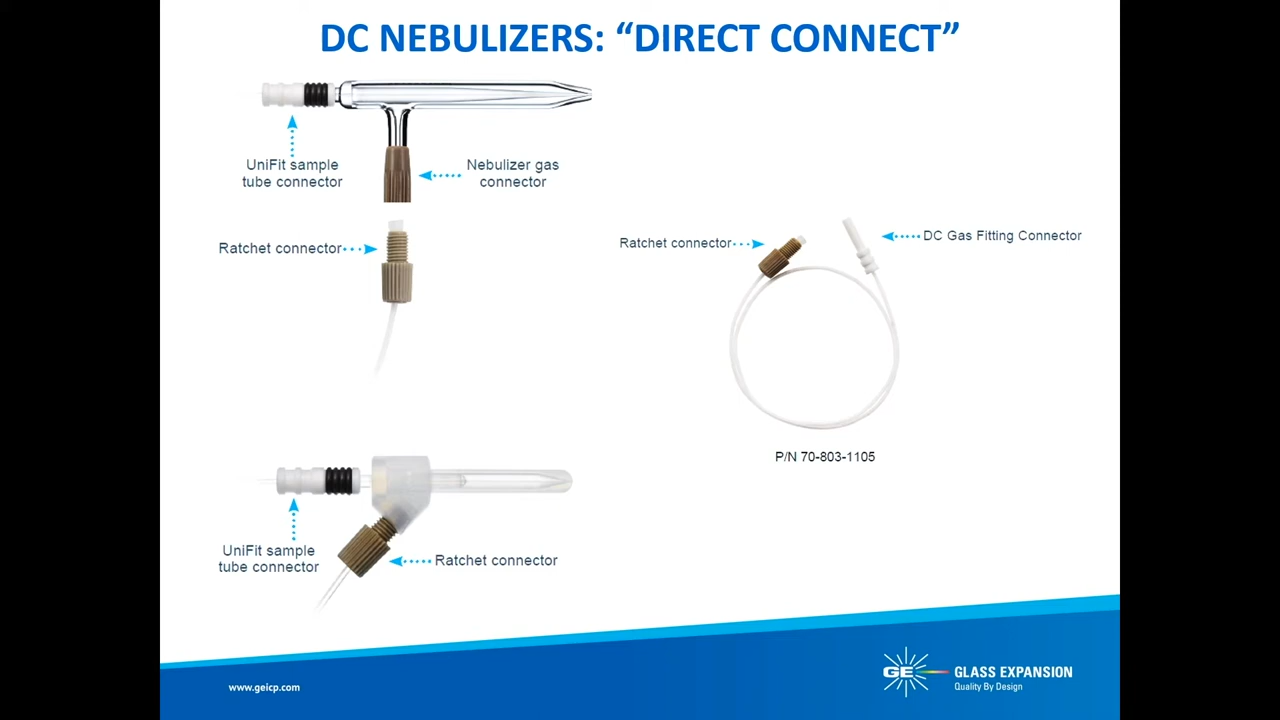 DC NEBULIZERS: “DIRECT CONNECT”
UniFit sample
tube connector
Nebulizer gas
connector
Ratchet connector
Ratchet connector
DC Gas Fitting Connector
P/N 70-803-1105
UniFit sample
tube connector
Ratchet connector
www.geicp.com
GE
GLASS EXPANSION
Quality By Design